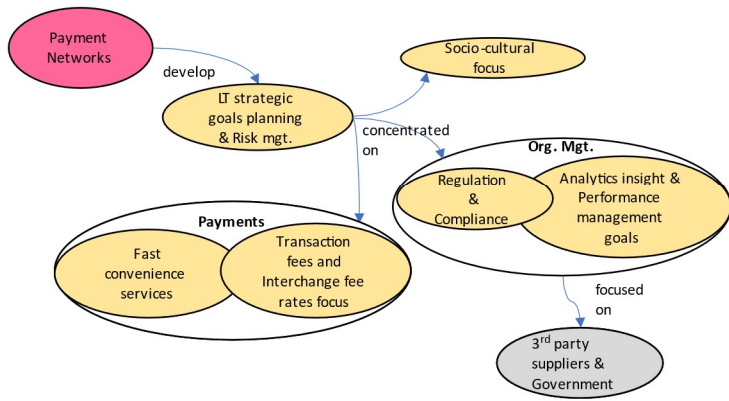 Payment
Networks
develop
LT strategic
goals planning
& Risk mgt.
Socio-cultural
focus
concentrated
on
Org. Mgt.
Regulation
&
Compliance
Analytics insight &
Performance
management
goals
Payments
Fast
convenience
services
Transaction
fees and
Interchange fee
rates focus
focused
on
3rd party
suppliers &
Government